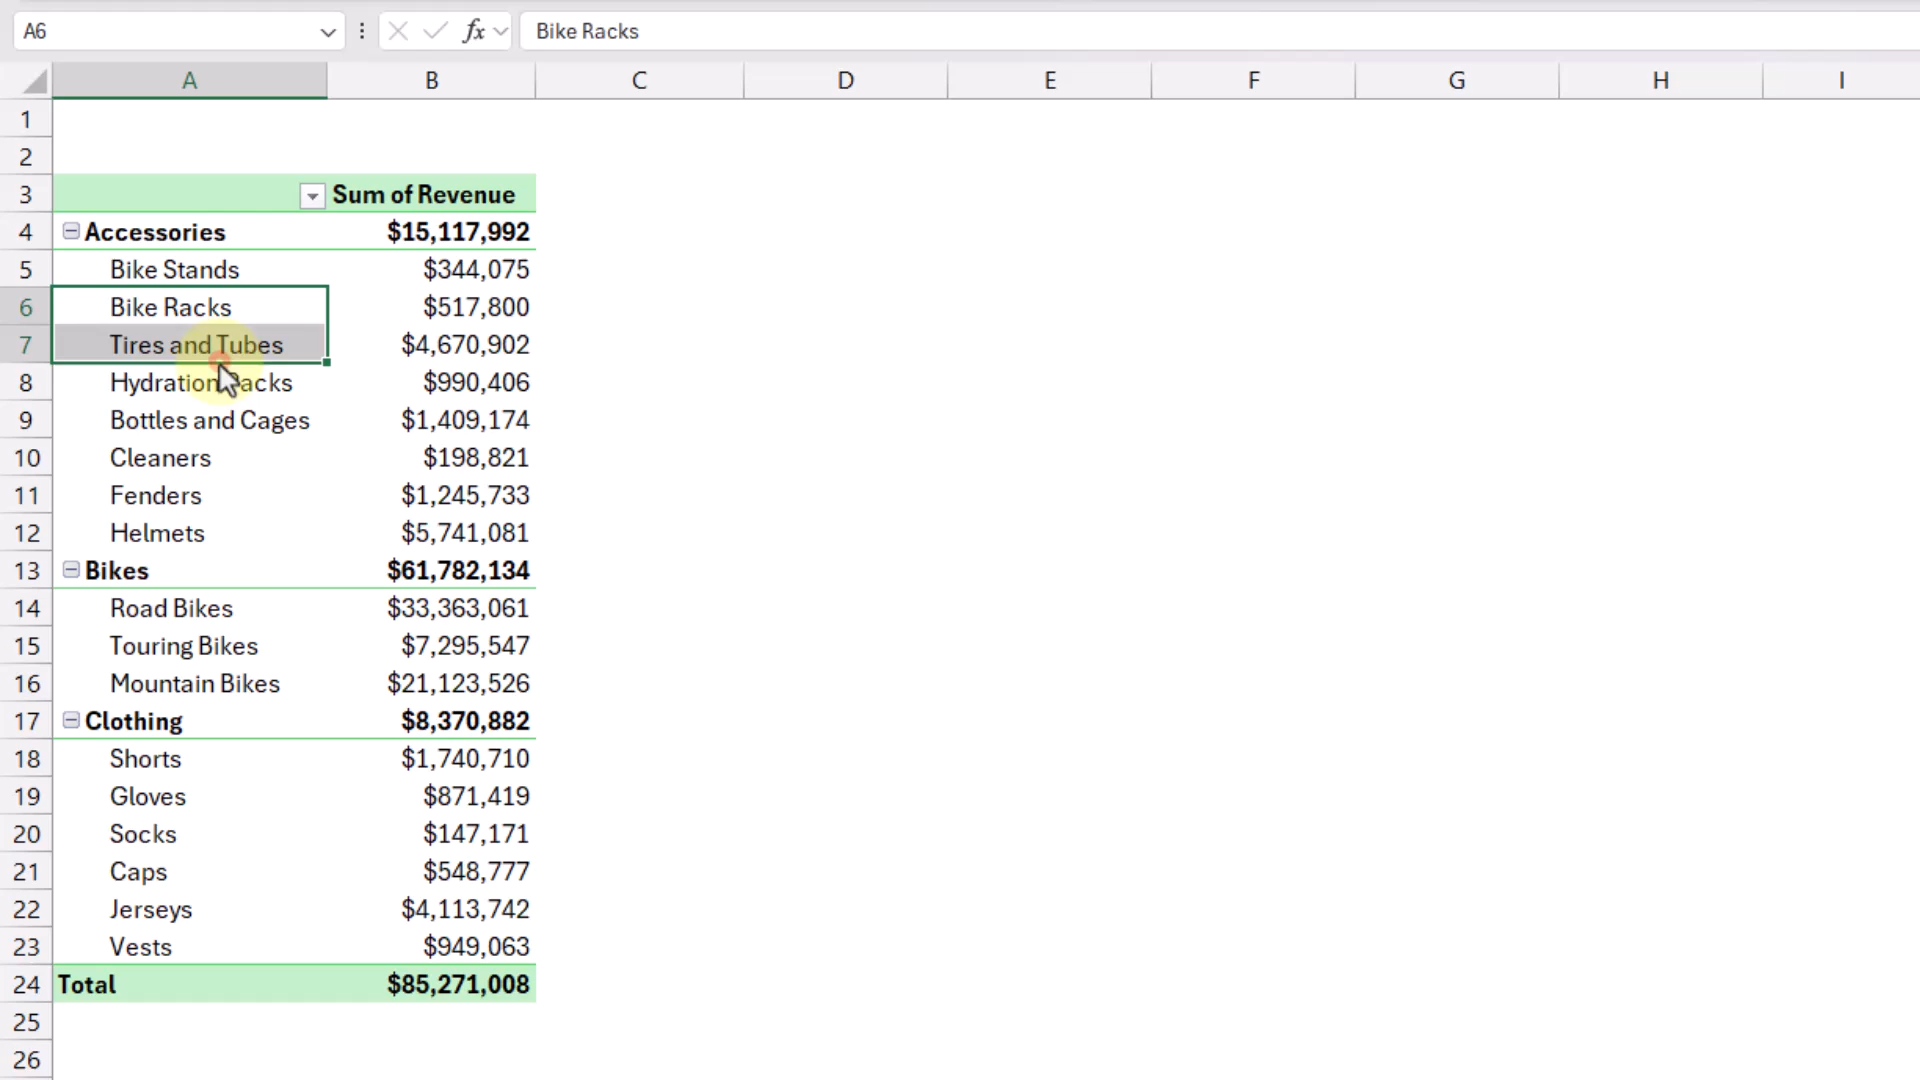 A6 fx Bike Racks
A B C D E F G H I
1
2
3 Sum of Revenue
4 Accessories $15,117,992
5 Bike Stands $344,075
6 Bike Racks $517,800
7 Tires and Tubes $4,670,902
8 Hydration Packs $990,406
9 Bottles and Cages $1,409,174
10 Cleaners $198,821
11 Fenders $1,245,733
12 Helmets $5,741,081
13 Bikes $61,782,134
14 Road Bikes $33,363,061
15 Touring Bikes $7,295,547
16 Mountain Bikes $21,123,526
17 Clothing $8,370,882
18 Shorts $1,740,710
19 Gloves $871,419
20 Socks $147,171
21 Caps $548,777
22 Jerseys $4,113,742
23 Vests $949,063
24 Total $85,271,008
25
26